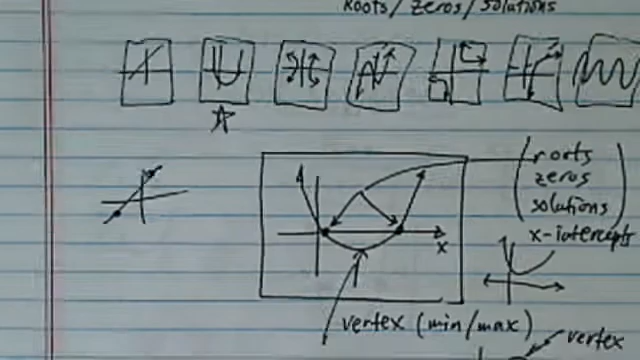 Roots/zeros/solutions
roots
zeros
solutions
x-intercepts
x
vertex (min/max)
vertex